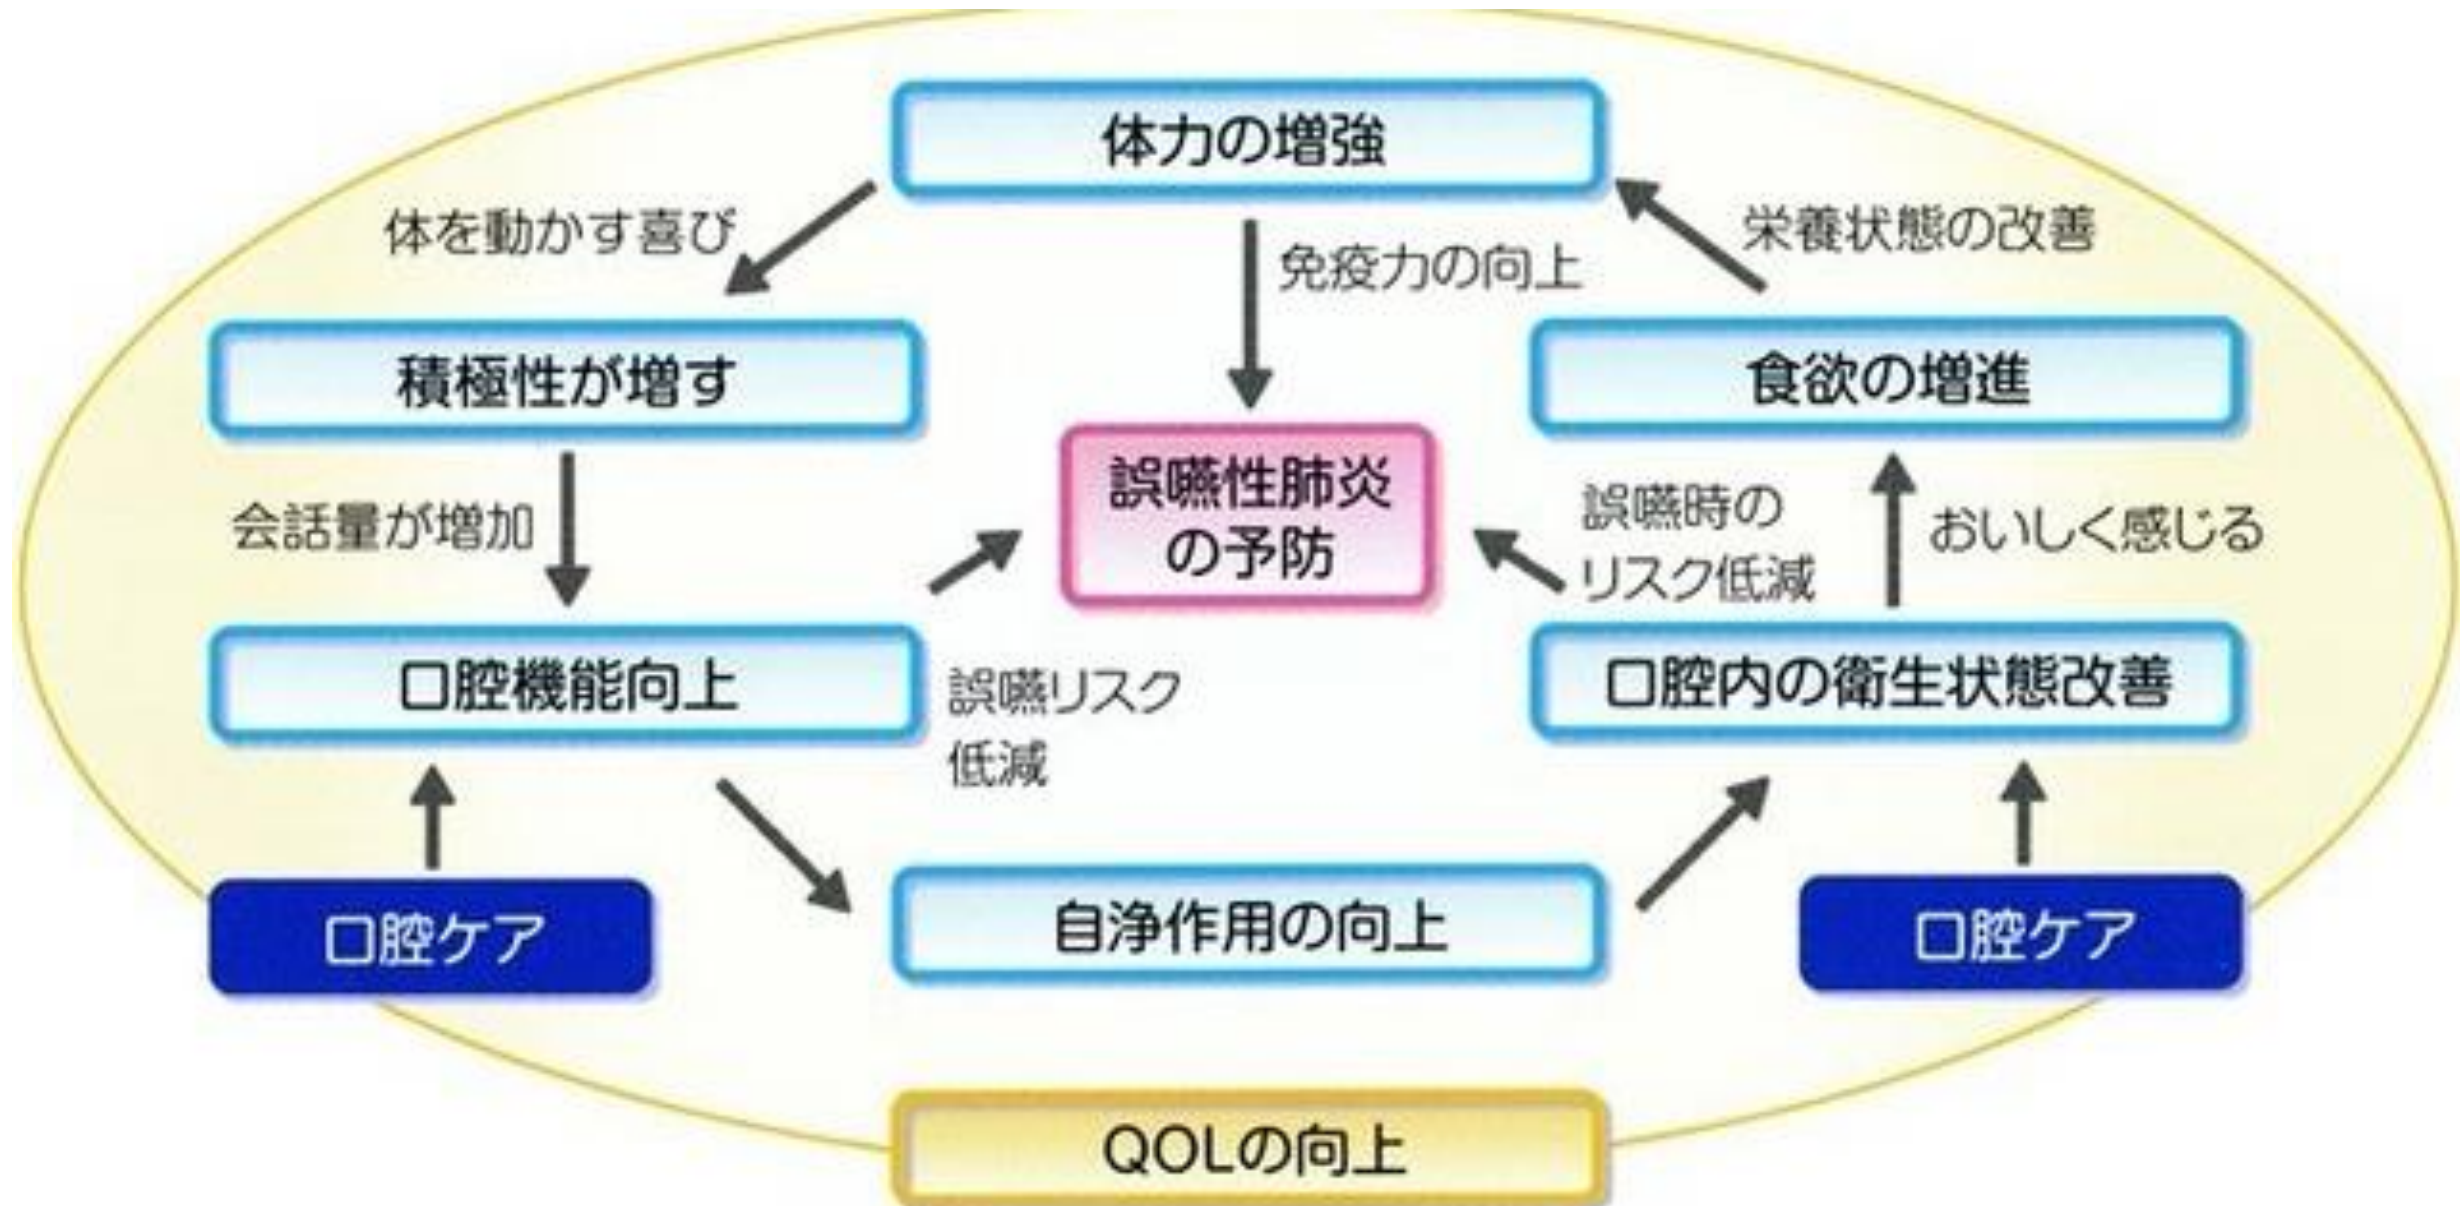 体力の増強
体を動かす喜び
免疫力の向上
栄養状態の改善
積極性が増す
食欲の増進
誤嚥性肺炎
の予防
会話量が増加
誤嚥時の
リスク低減
おいしく感じる
口腔機能向上
誤嚥リスク
低減
口腔内の衛生状態改善
口腔ケア
自浄作用の向上
口腔ケア
QOLの向上